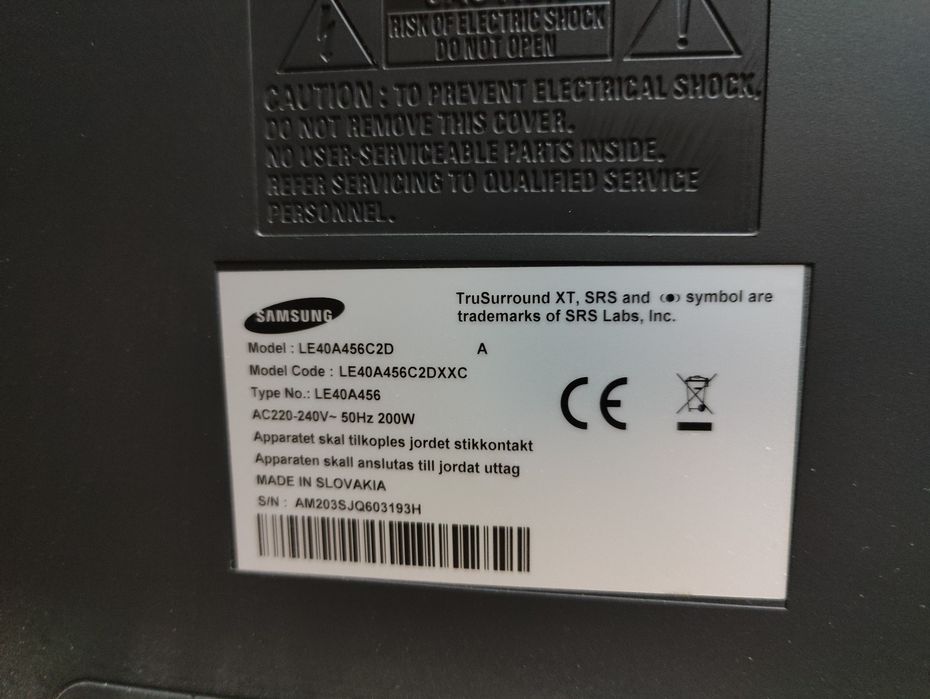 RISK OF ELECTRIC SHOCK
DO NOT OPEN
CAUTION : TO PREVENT ELECTRICAL SHOCK,
DO NOT REMOVE THIS COVER.
NO USER-SERVICEABLE PARTS INSIDE.
REFER SERVICING TO QUALIFIED SERVICE
PERSONNEL.
SAMSUNG
TruSurround XT, SRS and (●) symbol are
trademarks of SRS Labs, Inc.
Model : LE40A456C2D A
Model Code : LE40A456C2DXXC
Type No.: LE40A456
AC220-240V~ 50Hz 200W
Apparatet skal tilkoples jordet stikkontakt
Apparaten skall anslutas till jordat uttag
MADE IN SLOVAKIA
S/N : AM203SJQ603193H
CE